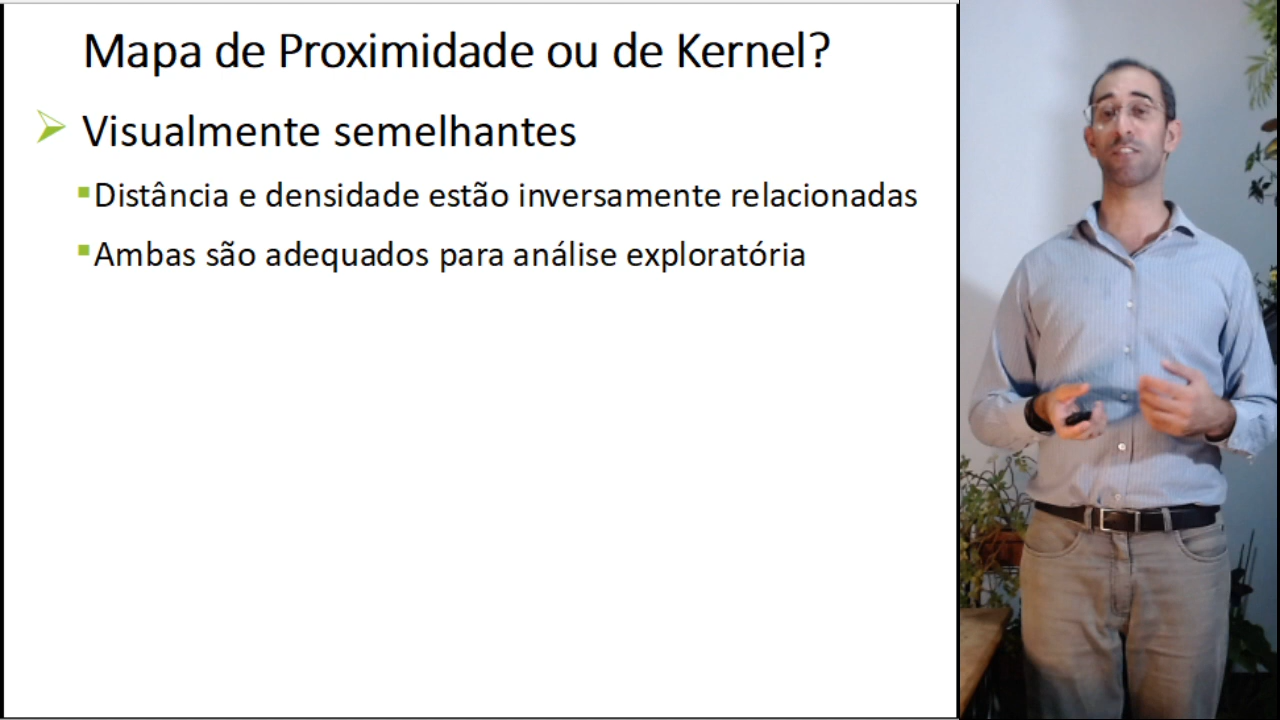 Mapa de Proximidade ou de Kernel?
Visualmente semelhantes
Distância e densidade estão inversamente relacionadas
Ambas são adequados para análise exploratória